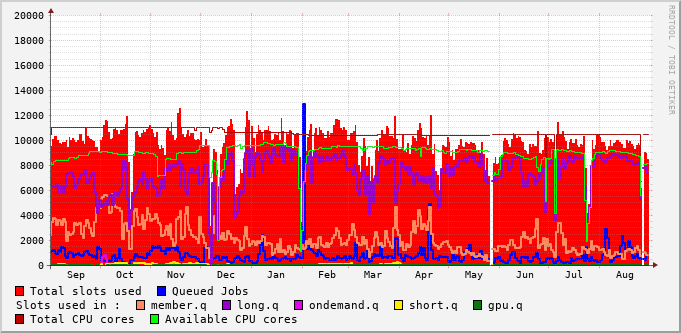 20000
18000
16000
14000
12000
10000
8000
6000
4000
2000
0
Sep Oct Nov Dec Jan Feb Mar Apr May Jun Jul Aug
RRDTOOL / TOBI OETIKER
Total slots used Queued Jobs
Slots used in : member.q long.q ondemand.q short.q gpu.q
Total CPU cores Available CPU cores